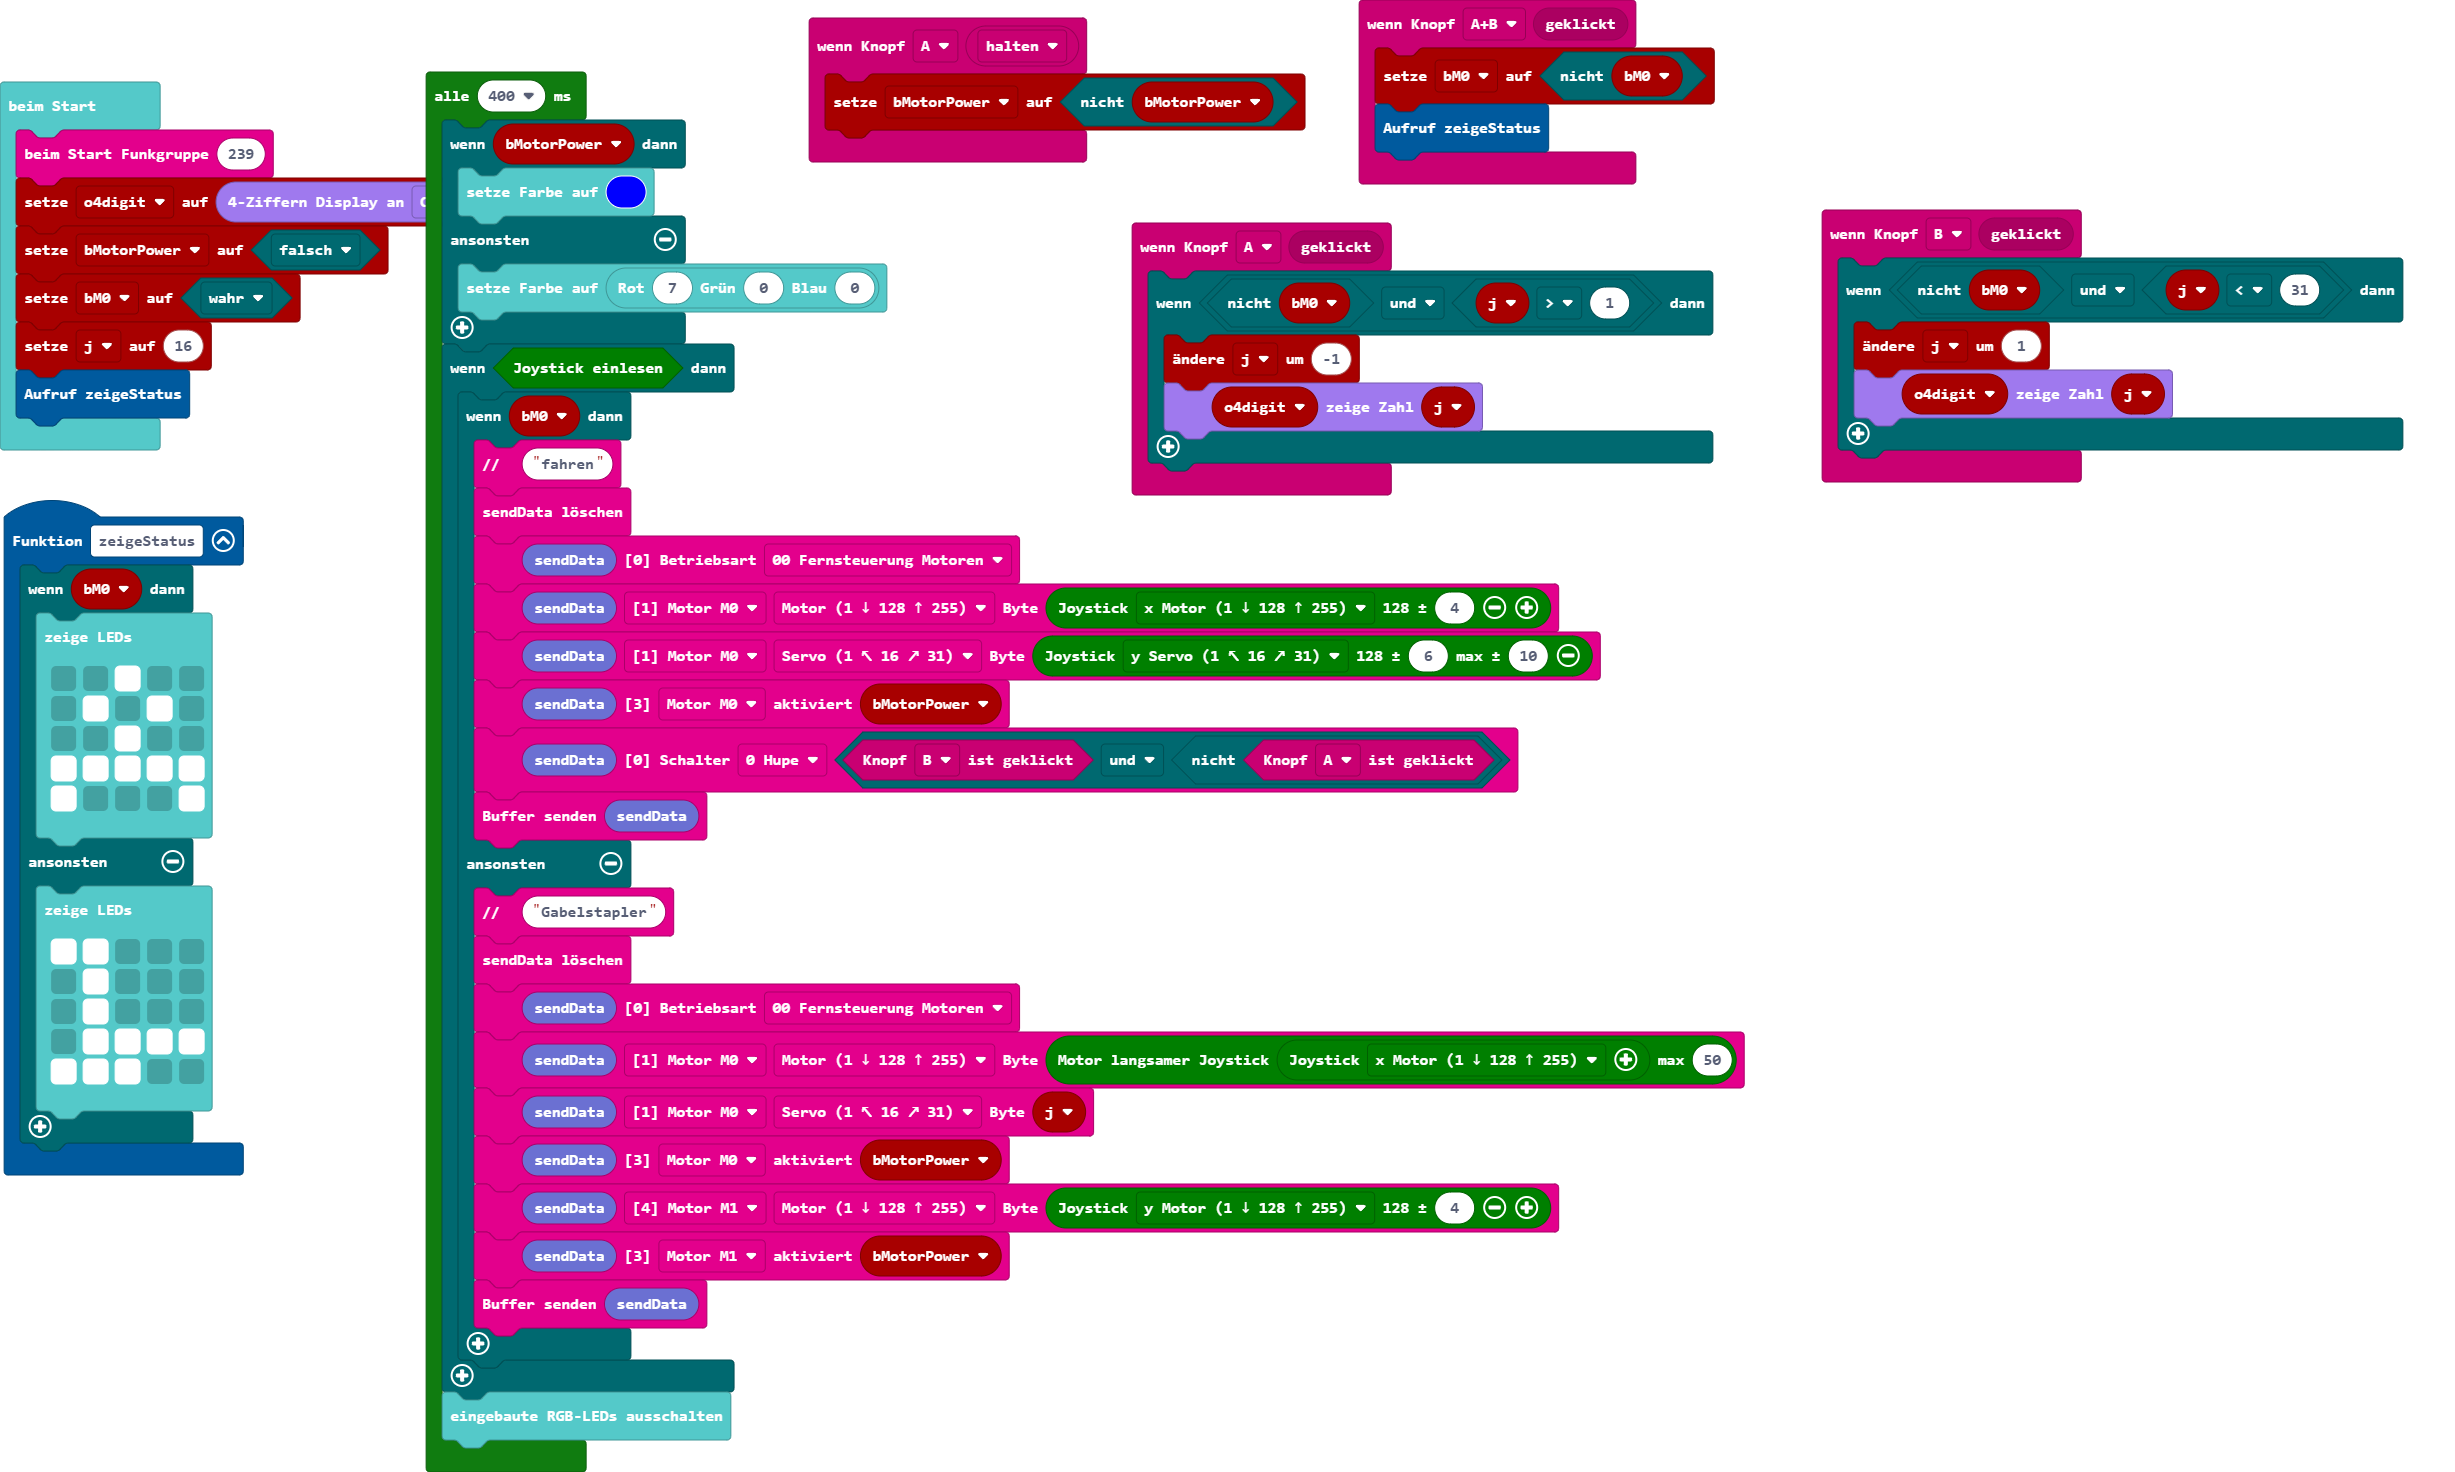 beim Start
beim Start Funkgruppe 239
setze o4digit auf 4-Ziffern Display an
setze bMotorPower auf falsch
setze bM0 auf wahr
setze j auf 16
Aufruf zeigeStatus
Funktion zeigeStatus
wenn bM0 dann
zeige LEDs
ansonsten
zeige LEDs
alle 400 ms
wenn bMotorPower dann
setze Farbe auf
ansonsten
setze Farbe auf Rot 7 Grün 0 Blau 0
wenn Joystick einlesen dann
wenn bM0 dann
// "fahren"
sendData löschen
sendData [0] Betriebsart 00 Fernsteuerung Motoren
sendData [1] Motor M0 Motor (1 ↓ 128 ↑ 255) Byte Joystick x Motor (1 ↓ 128 ↑ 255) 128 ± 4
sendData [1] Motor M0 Servo (1 ↖ 16 ↗ 31) Byte Joystick y Servo (1 ↖ 16 ↗ 31) 128 ± 6 max ± 10
sendData [3] Motor M0 aktiviert bMotorPower
sendData [0] Schalter 0 Hupe Knopf B ist geklickt und nicht Knopf A ist geklickt
Buffer senden sendData
ansonsten
// "Gabelstapler"
sendData löschen
sendData [0] Betriebsart 00 Fernsteuerung Motoren
sendData [1] Motor M0 Motor (1 ↓ 128 ↑ 255) Byte Motor langsamer Joystick Joystick x Motor (1 ↓ 128 ↑ 255) max 50
sendData [1] Motor M0 Servo (1 ↖ 16 ↗ 31) Byte j
sendData [3] Motor M0 aktiviert bMotorPower
sendData [4] Motor M1 Motor (1 ↓ 128 ↑ 255) Byte Joystick y Motor (1 ↓ 128 ↑ 255) 128 ± 4
sendData [3] Motor M1 aktiviert bMotorPower
Buffer senden sendData
eingebaute RGB-LEDs ausschalten
wenn Knopf A halten
setze bMotorPower auf nicht bMotorPower
wenn Knopf A+B geklickt
setze bM0 auf nicht bM0
Aufruf zeigeStatus
wenn Knopf A geklickt
wenn nicht bM0 und j > 1 dann
ändere j um -1
o4digit zeige Zahl j
wenn Knopf B geklickt
wenn nicht bM0 und j < 31 dann
ändere j um 1
o4digit zeige Zahl j